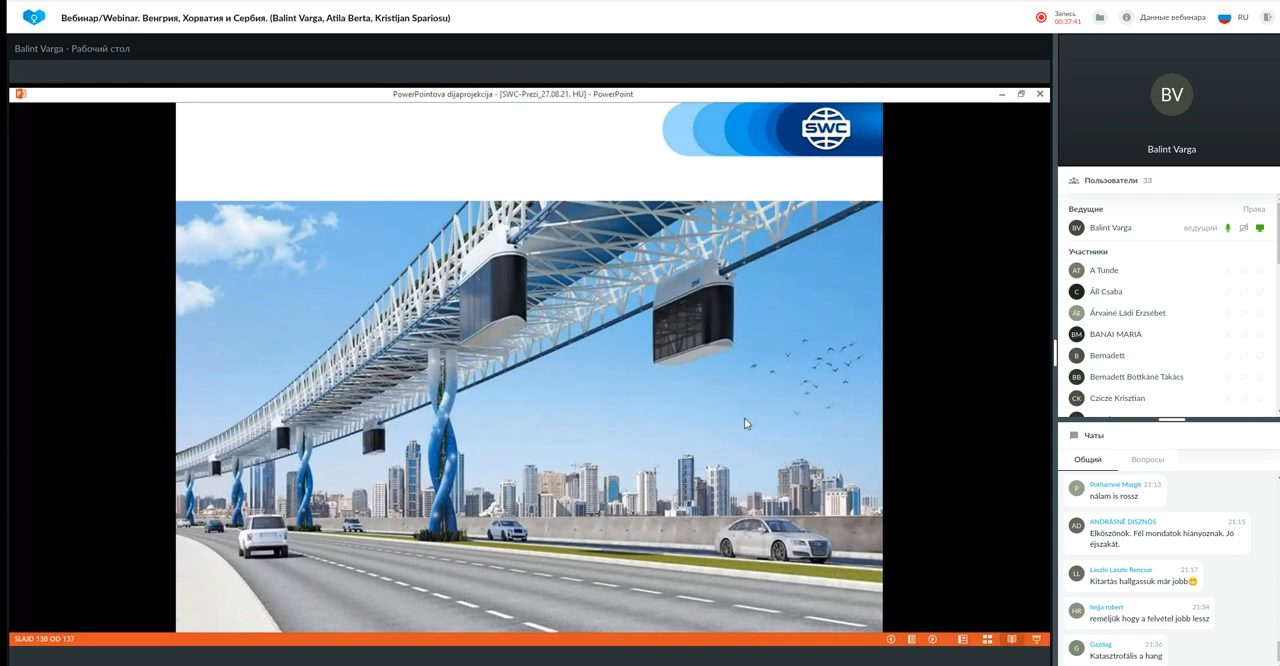 Вебинар/Webinar. Венгрия, Хорватия и Сербия. (Balint Varga, Atila Berta, Kristijan Spariosu)
Запись
00:37:41
Данные вебинара
RU
Balint Varga - Рабочий стол
PowerPointova dijaprojekcija - [SWC-Prezi_27.08.21. HU] - PowerPoint
SWC
SLAJD 130 OD 137
BV
Balint Varga
Пользователи 33
Ведущие
Права
BV Balint Varga ведущий
Участники
AT A Tunde
C Áll Csaba
ÁE Árvainé Ládi Erzsébet
BM BANAI MARIA
B Bernadett
BB Bernadett Bottkáné Takács
CK Czicze Krisztian
Чаты
Общий
Вопросы
P Potharnné Margit 21:13
nálam is rossz
AD ANDRÁSNÉ DISZNÓS 21:15
Elköszönök. Fél mondatok hiányoznak. Jó
éjszakát.
LL Laszlo Laszlo Rencsar 21:17
Kitartás hallgassuk már jobb😁
HR hejja robert 21:34
reméljük hogy a felvétel jobb lessz
G Gazdag 21:36
Katasztrofális a hang